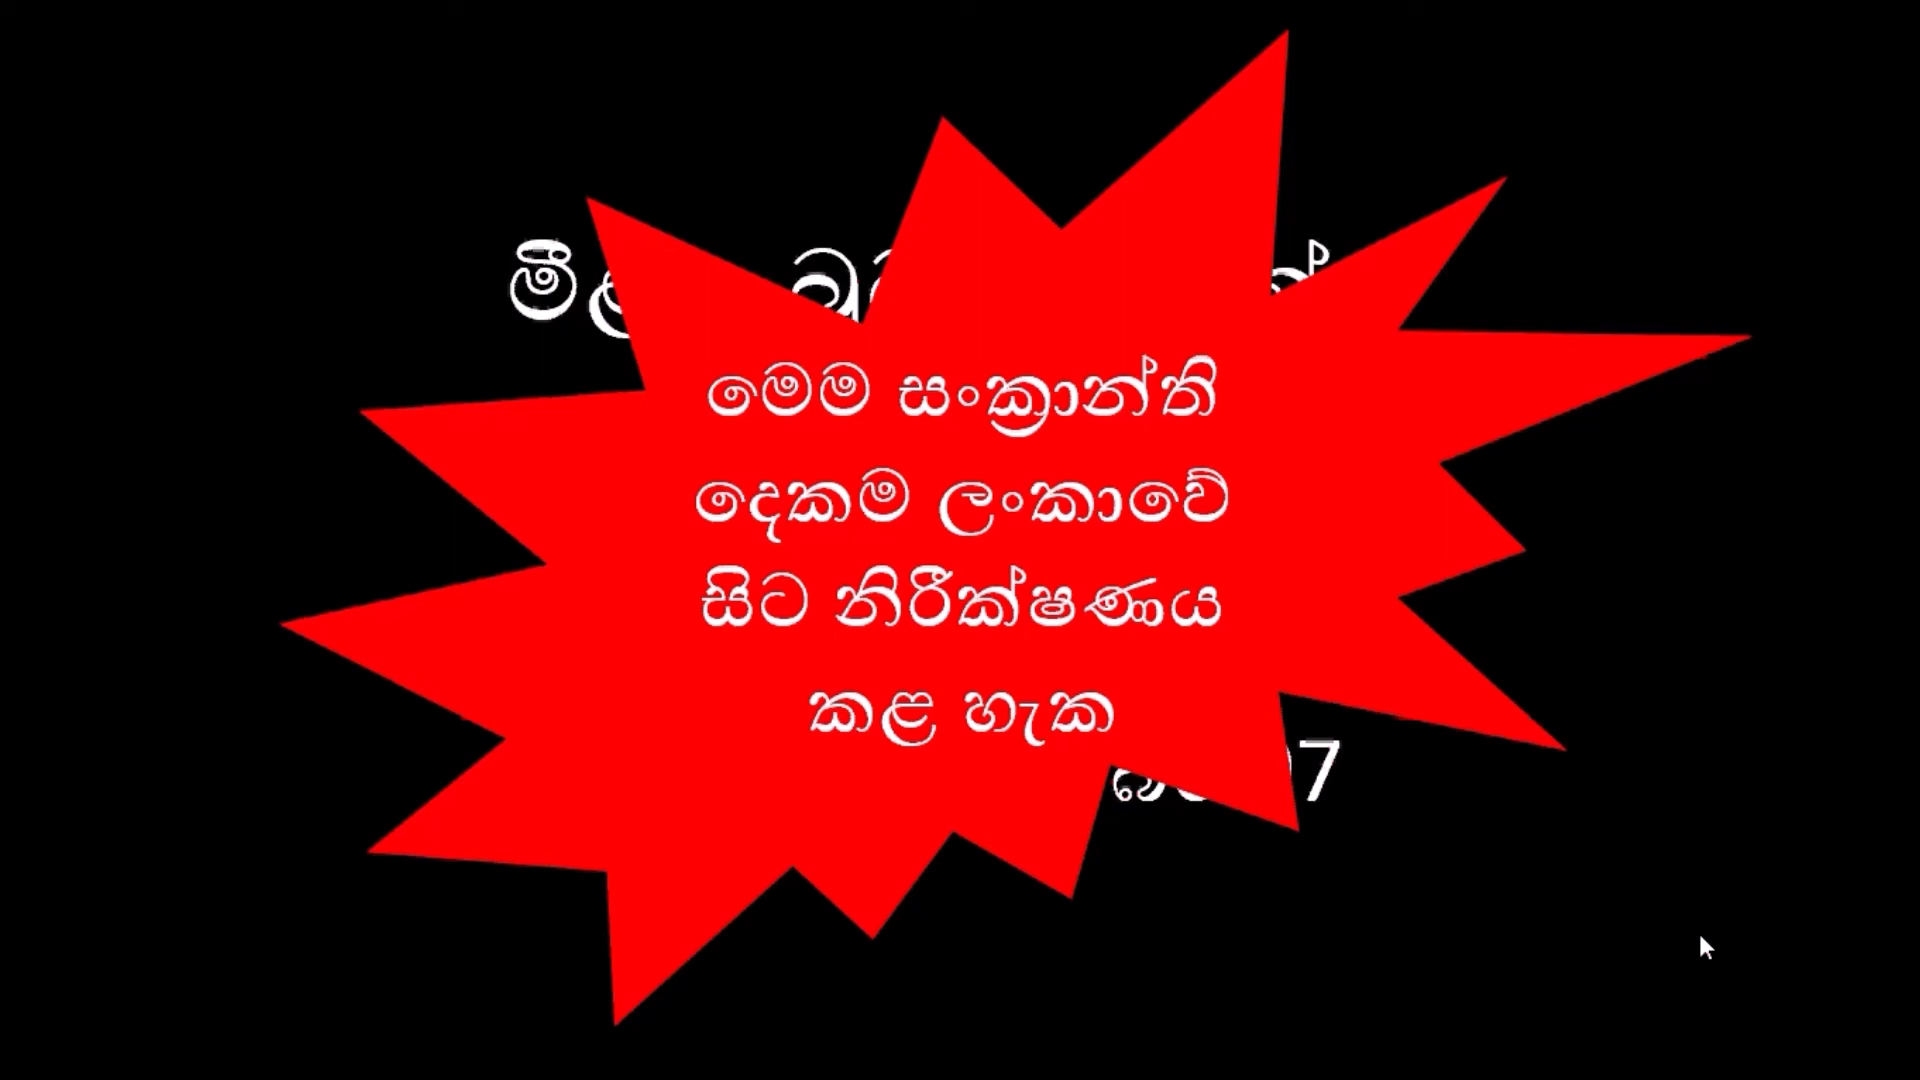 මෙම සංක්‍රාන්ති
දෙකම ලංකාවේ
සිට නිරීක්ෂණය
කළ හැක